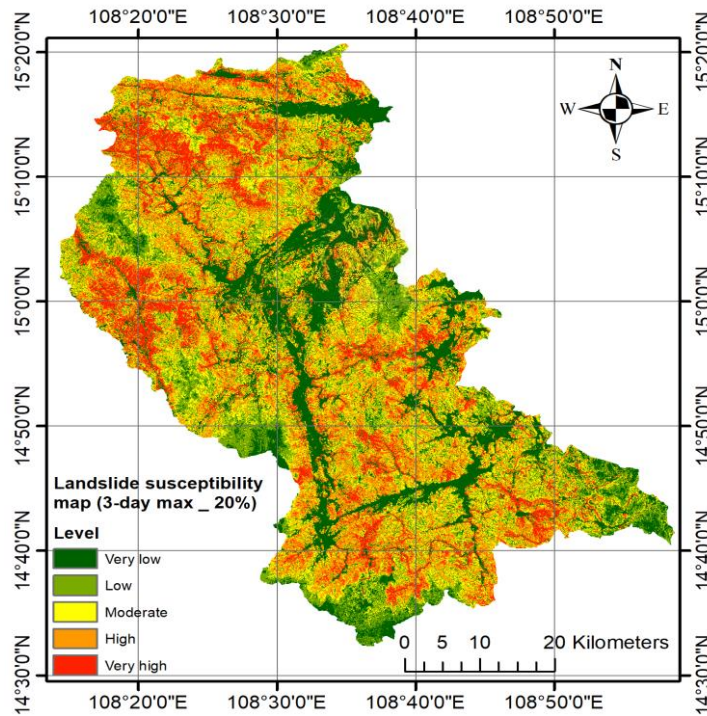 108°20'0"E 108°30'0"E 108°40'0"E 108°50'0"E
15°20'0"N 15°20'0"N
N
W E
S
15°10'0"N 15°10'0"N
15°0'0"N 15°0'0"N
14°50'0"N 14°50'0"N
Landslide susceptibility
map (3-day max _ 20%)
Level
Very low
Low
Moderate
High
Very high
14°40'0"N 14°40'0"N
0 5 10 20 Kilometers
14°30'0"N 14°30'0"N
108°20'0"E 108°30'0"E 108°40'0"E 108°50'0"E